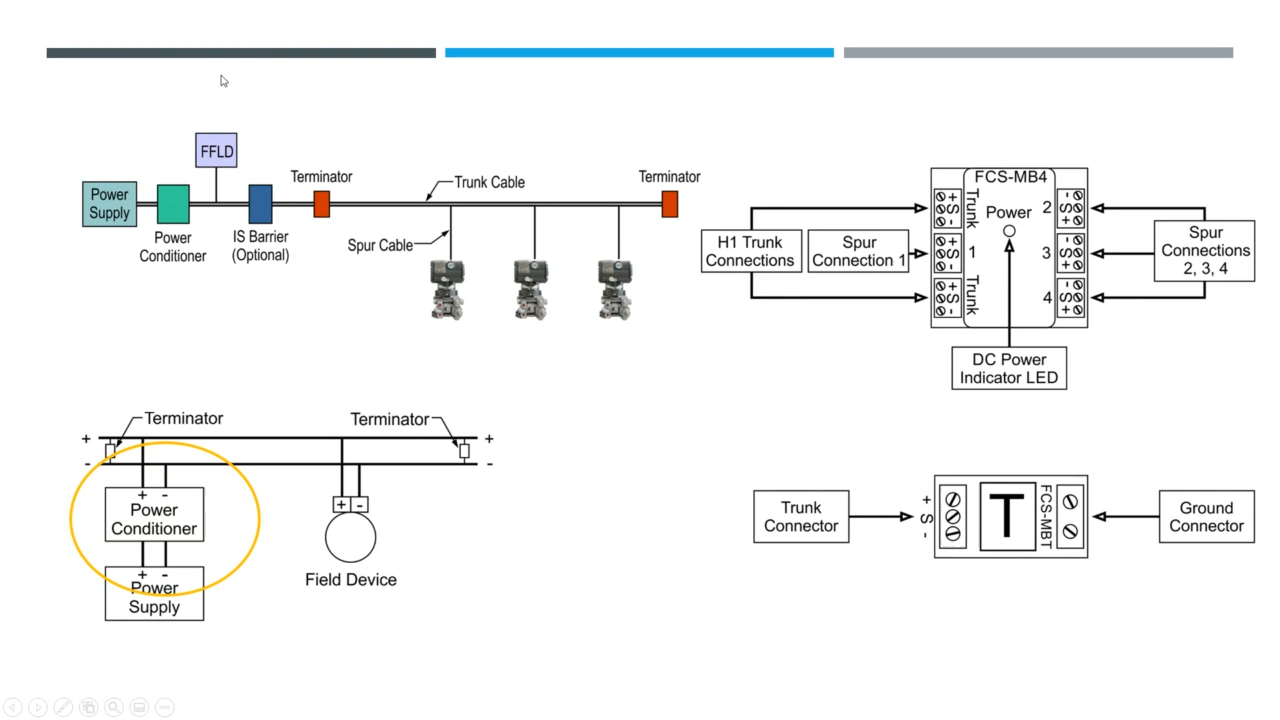 FFLD
Power
Supply
Power
Conditioner
IS Barrier
(Optional)
Terminator
Trunk Cable
Terminator
Spur Cable
FCS-MB4
H1 Trunk
Connections
Spur
Connection 1
+ S -
Trunk
+ S -
1
+ S -
Trunk
Power
2
- S +
3
- S +
4
- S +
Spur
Connections
2, 3, 4
DC Power
Indicator LED
Terminator
Terminator
+
-
+
-
+ -
Power
Conditioner
+ -
Power
Supply
+ -
Field Device
Trunk
Connector
+ S -
T
FCS-MBT
Ground
Connector